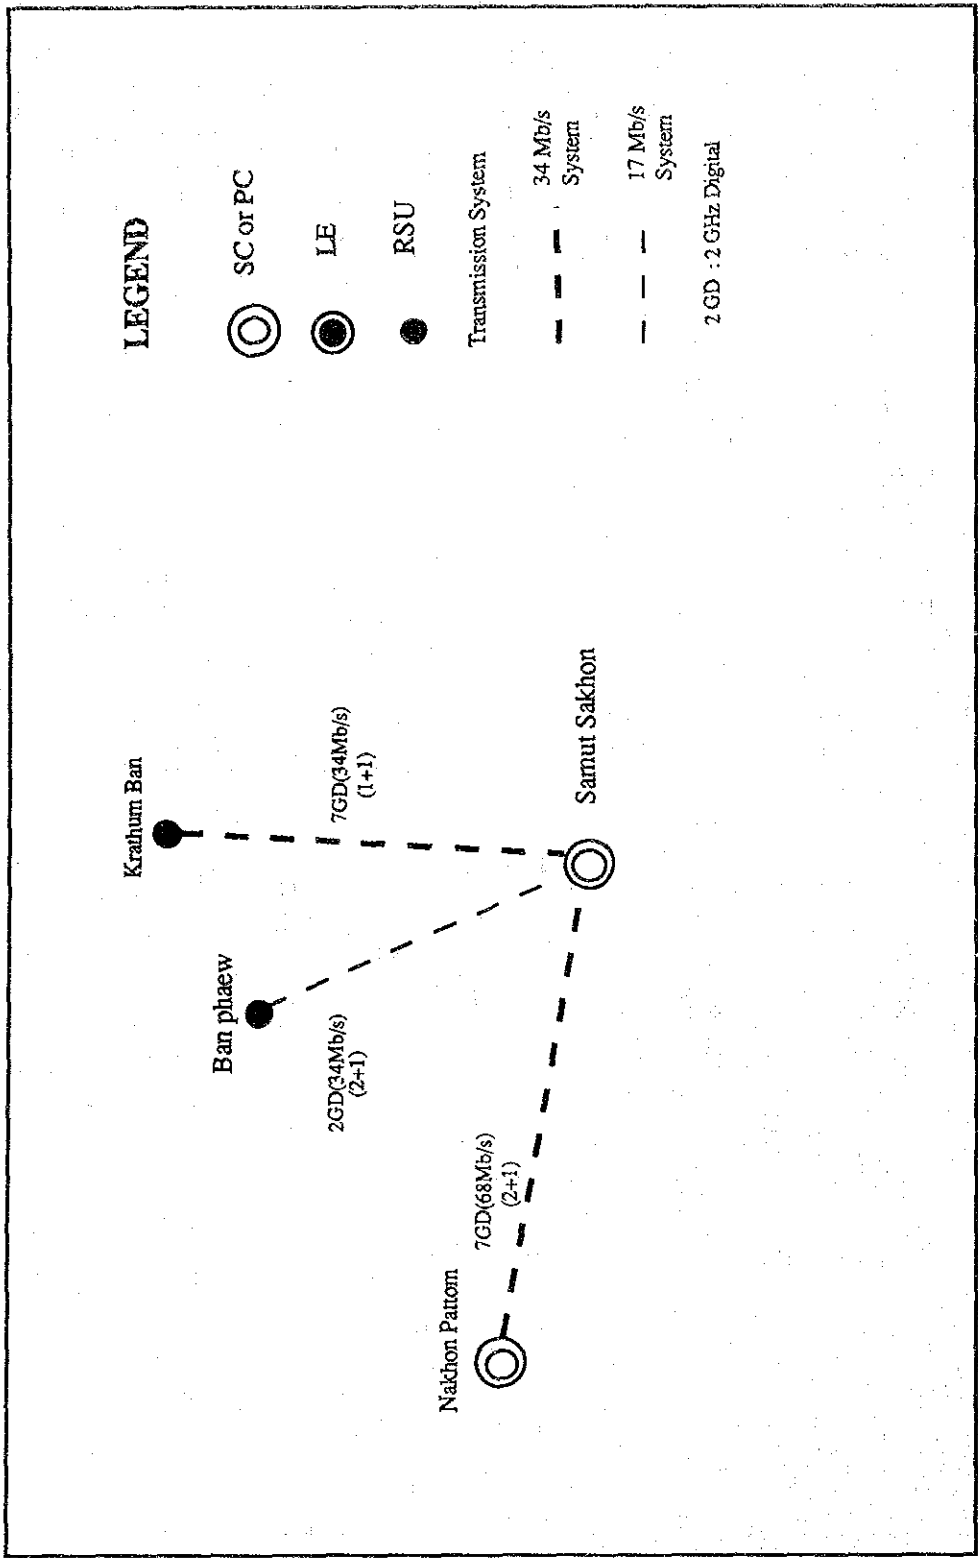 LEGEND
SC or PC
LE
RSU
Transmission System
34 Mb/s
System
17 Mb/s
System
2 GD : 2 GHz Digital
Krathum Ban
7GD(34Mb/s)
(1+1)
Ban phaew
2GD(34Mb/s)
(2+1)
Samut Sakhon
7GD(68Mb/s)
(2+1)
Nakhon Pattom